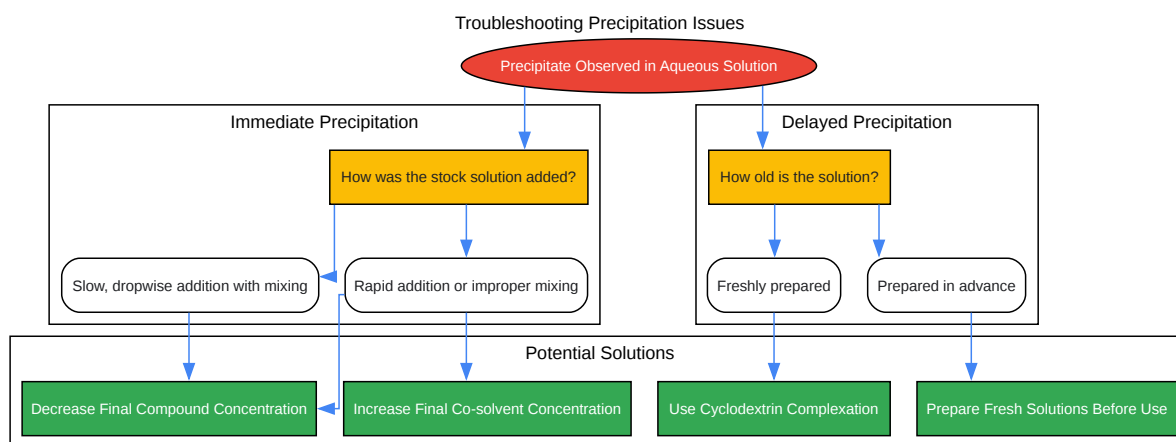 Troubleshooting Precipitation Issues
Precipitate Observed in Aqueous Solution
Immediate Precipitation
Delayed Precipitation
How was the stock solution added?
How old is the solution?
Slow, dropwise addition with mixing
Rapid addition or improper mixing
Freshly prepared
Prepared in advance
Potential Solutions
Decrease Final Compound Concentration
Increase Final Co-solvent Concentration
Use Cyclodextrin Complexation
Prepare Fresh Solutions Before Use